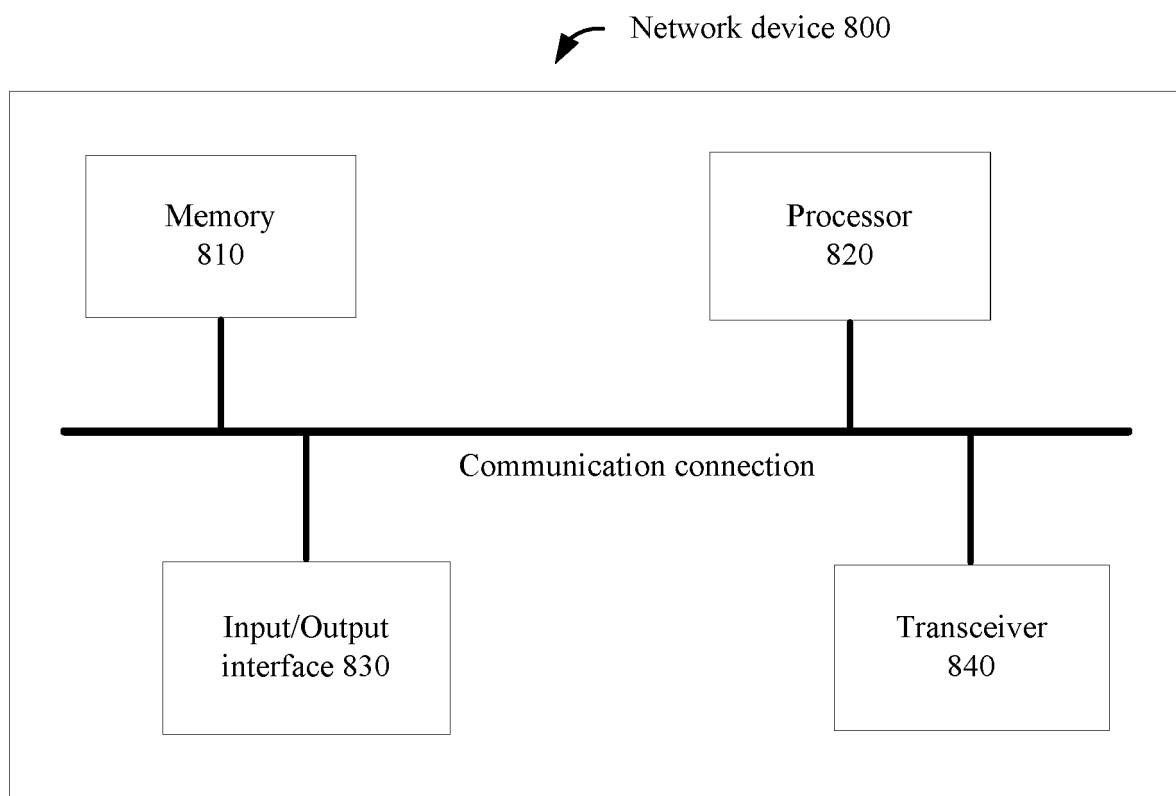 Network device 800
Memory
810
Processor
820
Communication connection
Input/Output
interface 830
Transceiver
840